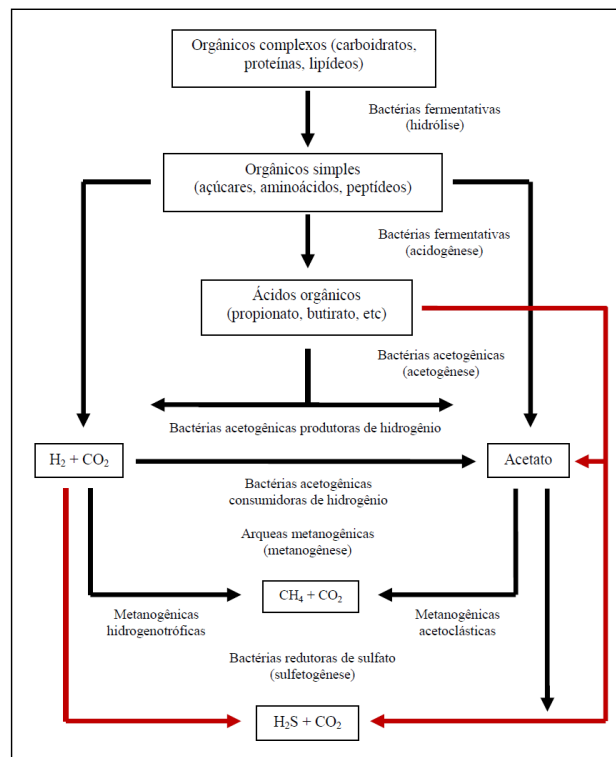 Orgânicos complexos (carboidratos,
proteínas, lipídeos)
Bactérias fermentativas
(hidrólise)
Orgânicos simples
(açúcares, aminoácidos, peptídeos)
Bactérias fermentativas
(acidogênese)
Ácidos orgânicos
(propionato, butirato, etc)
Bactérias acetogênicas
(acetogênese)
Bactérias acetogênicas produtoras de hidrogênio
H₂ + CO₂
Acetato
Bactérias acetogênicas
consumidoras de hidrogênio
Arqueas metanogênicas
(metanogênese)
CH₄ + CO₂
Metanogênicas
hidrogenotróficas
Metanogênicas
acetoclásticas
Bactérias redutoras de sulfato
(sulfetogênese)
H₂S + CO₂